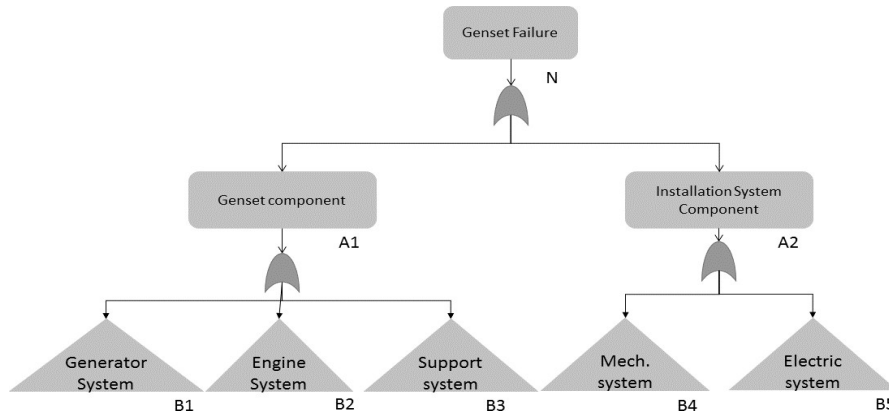 Genset Failure
N
Genset component
Installation System
Component
A1
A2
Generator
System
Engine
System
Support
system
Mech.
system
Electric
system
B1
B2
B3
B4
B5